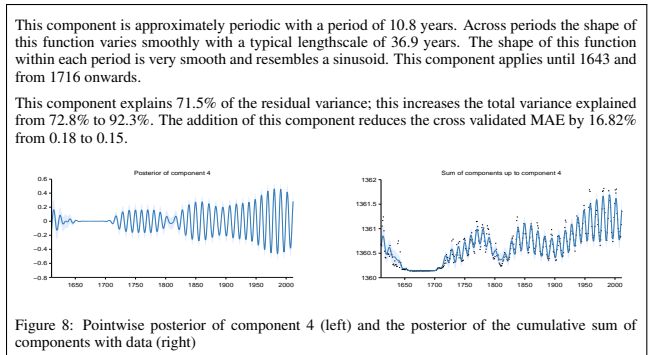 This component is approximately periodic with a period of 10.8 years. Across periods the shape of
this function varies smoothly with a typical lengthscale of 36.9 years. The shape of this function
within each period is very smooth and resembles a sinusoid. This component applies until 1643 and
from 1716 onwards.
This component explains 71.5% of the residual variance; this increases the total variance explained
from 72.8% to 92.3%. The addition of this component reduces the cross validated MAE by 16.82%
from 0.18 to 0.15.
Posterior of component 4
0.6
0.4
0.2
0
−0.2
−0.4
−0.6
−0.8
1650 1700 1750 1800 1850 1900 1950 2000
Sum of components up to component 4
1362
1361.5
1361
1360.5
1360
1650 1700 1750 1800 1850 1900 1950 2000
Figure 8: Pointwise posterior of component 4 (left) and the posterior of the cumulative sum of
components with data (right)